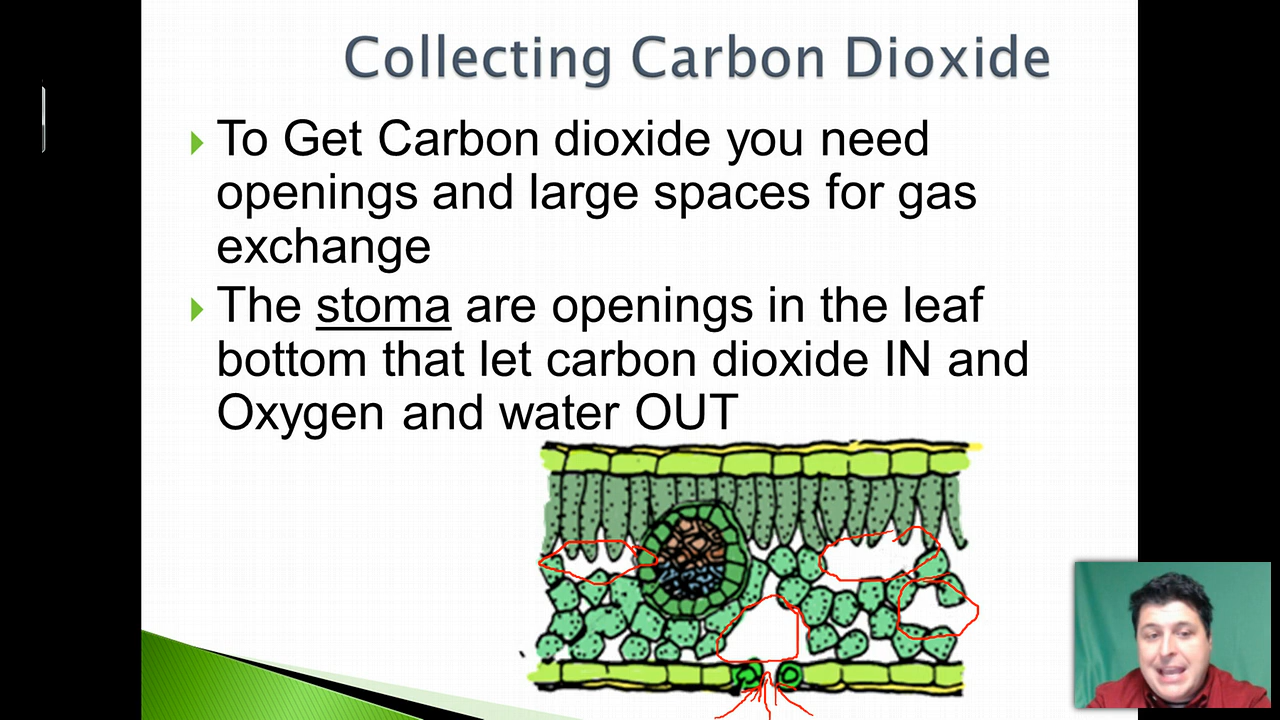 Collecting Carbon Dioxide
To Get Carbon dioxide you need
openings and large spaces for gas
exchange
The stoma are openings in the leaf
bottom that let carbon dioxide IN and
Oxygen and water OUT